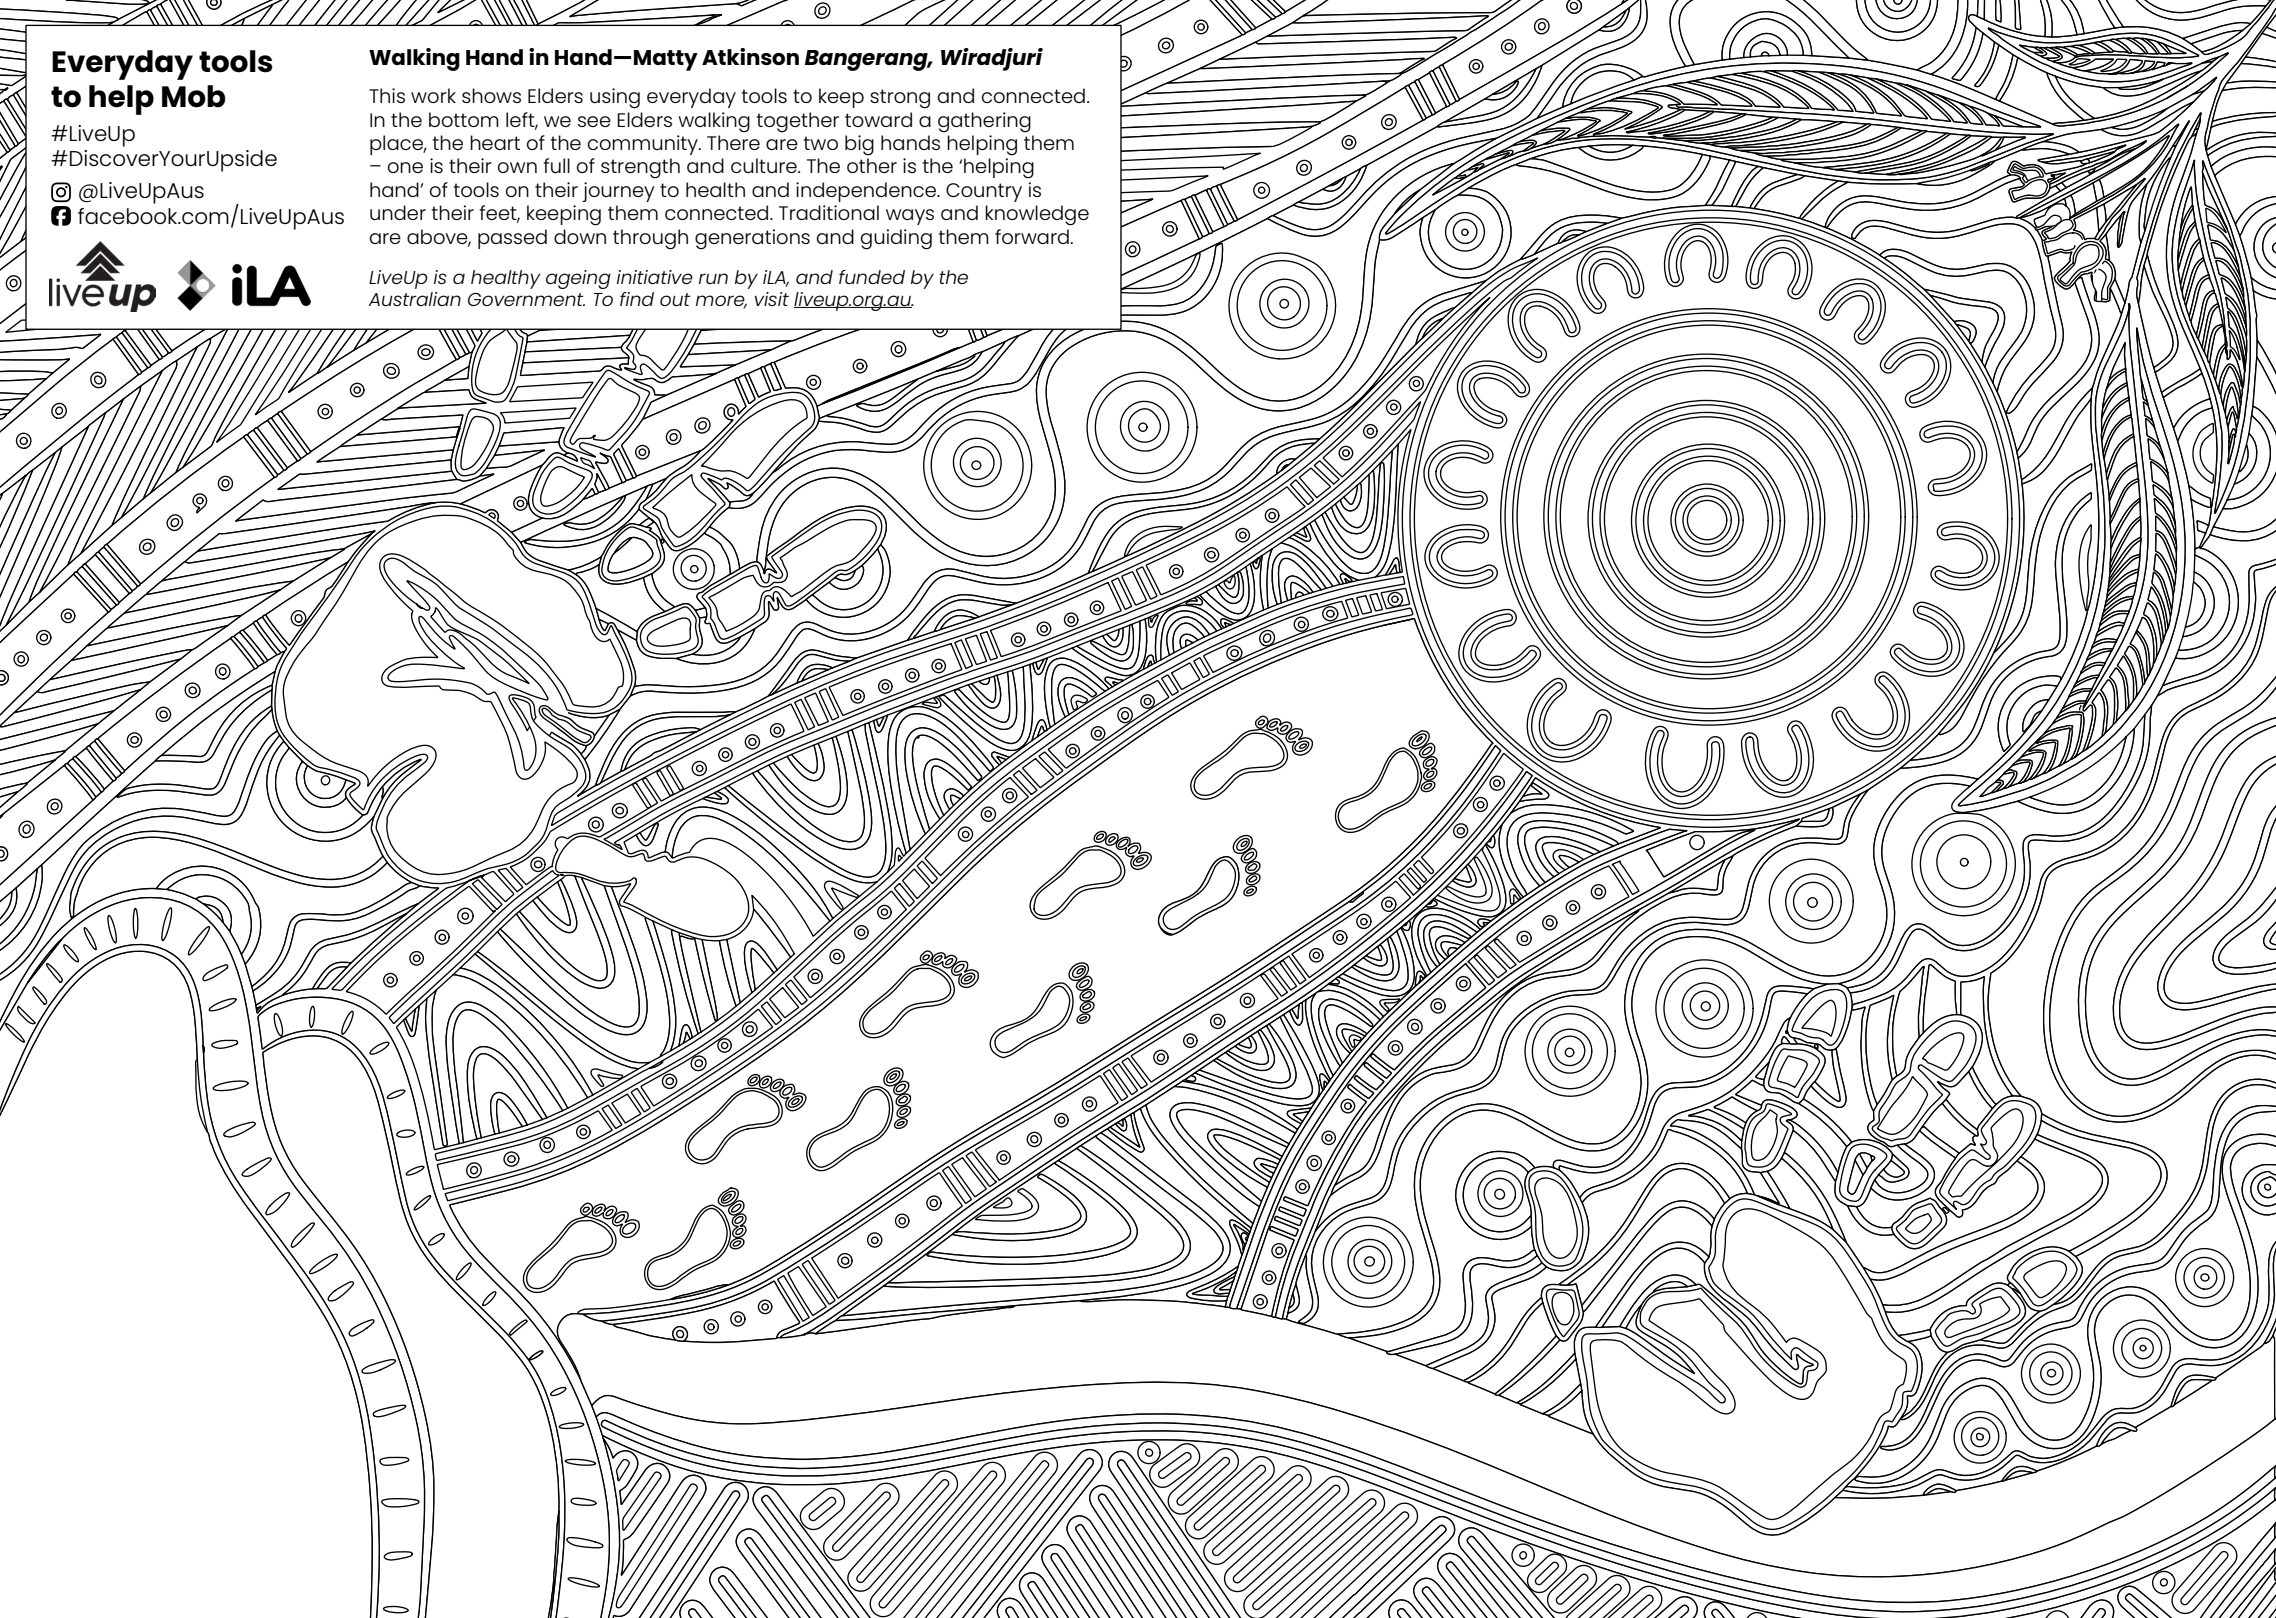 Everyday tools
to help Mob
#LiveUp
#DiscoverYourUpside
@LiveUpAus
facebook.com/LiveUpAus
liveup
iLA
Walking Hand in Hand—Matty Atkinson Bangerang, Wiradjuri
This work shows Elders using everyday tools to keep strong and connected.
In the bottom left, we see Elders walking together toward a gathering
place, the heart of the community. There are two big hands helping them
– one is their own full of strength and culture. The other is the ‘helping
hand’ of tools on their journey to health and independence. Country is
under their feet, keeping them connected. Traditional ways and knowledge
are above, passed down through generations and guiding them forward.
LiveUp is a healthy ageing initiative run by iLA, and funded by the
Australian Government. To find out more, visit liveup.org.au.